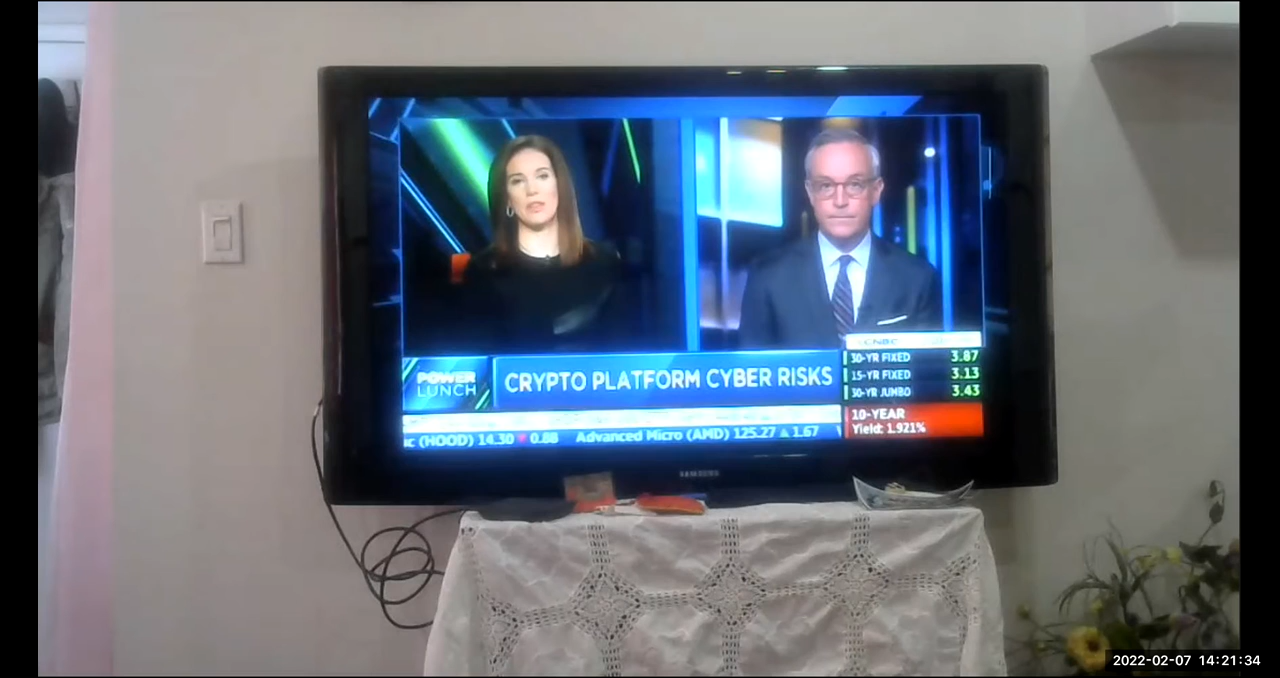 CNBC
30-YR FIXED 3.87
15-YR FIXED 3.13
30-YR JUMBO 3.43
POWER
LUNCH
CRYPTO PLATFORM CYBER RISKS
10-YEAR
Yield: 1.921%
(HOOD) 14.30 ▼ 0.88 Advanced Micro (AMD) 125.27 ▲ 1.67
SAMSUNG
2022-02-07 14:21:34